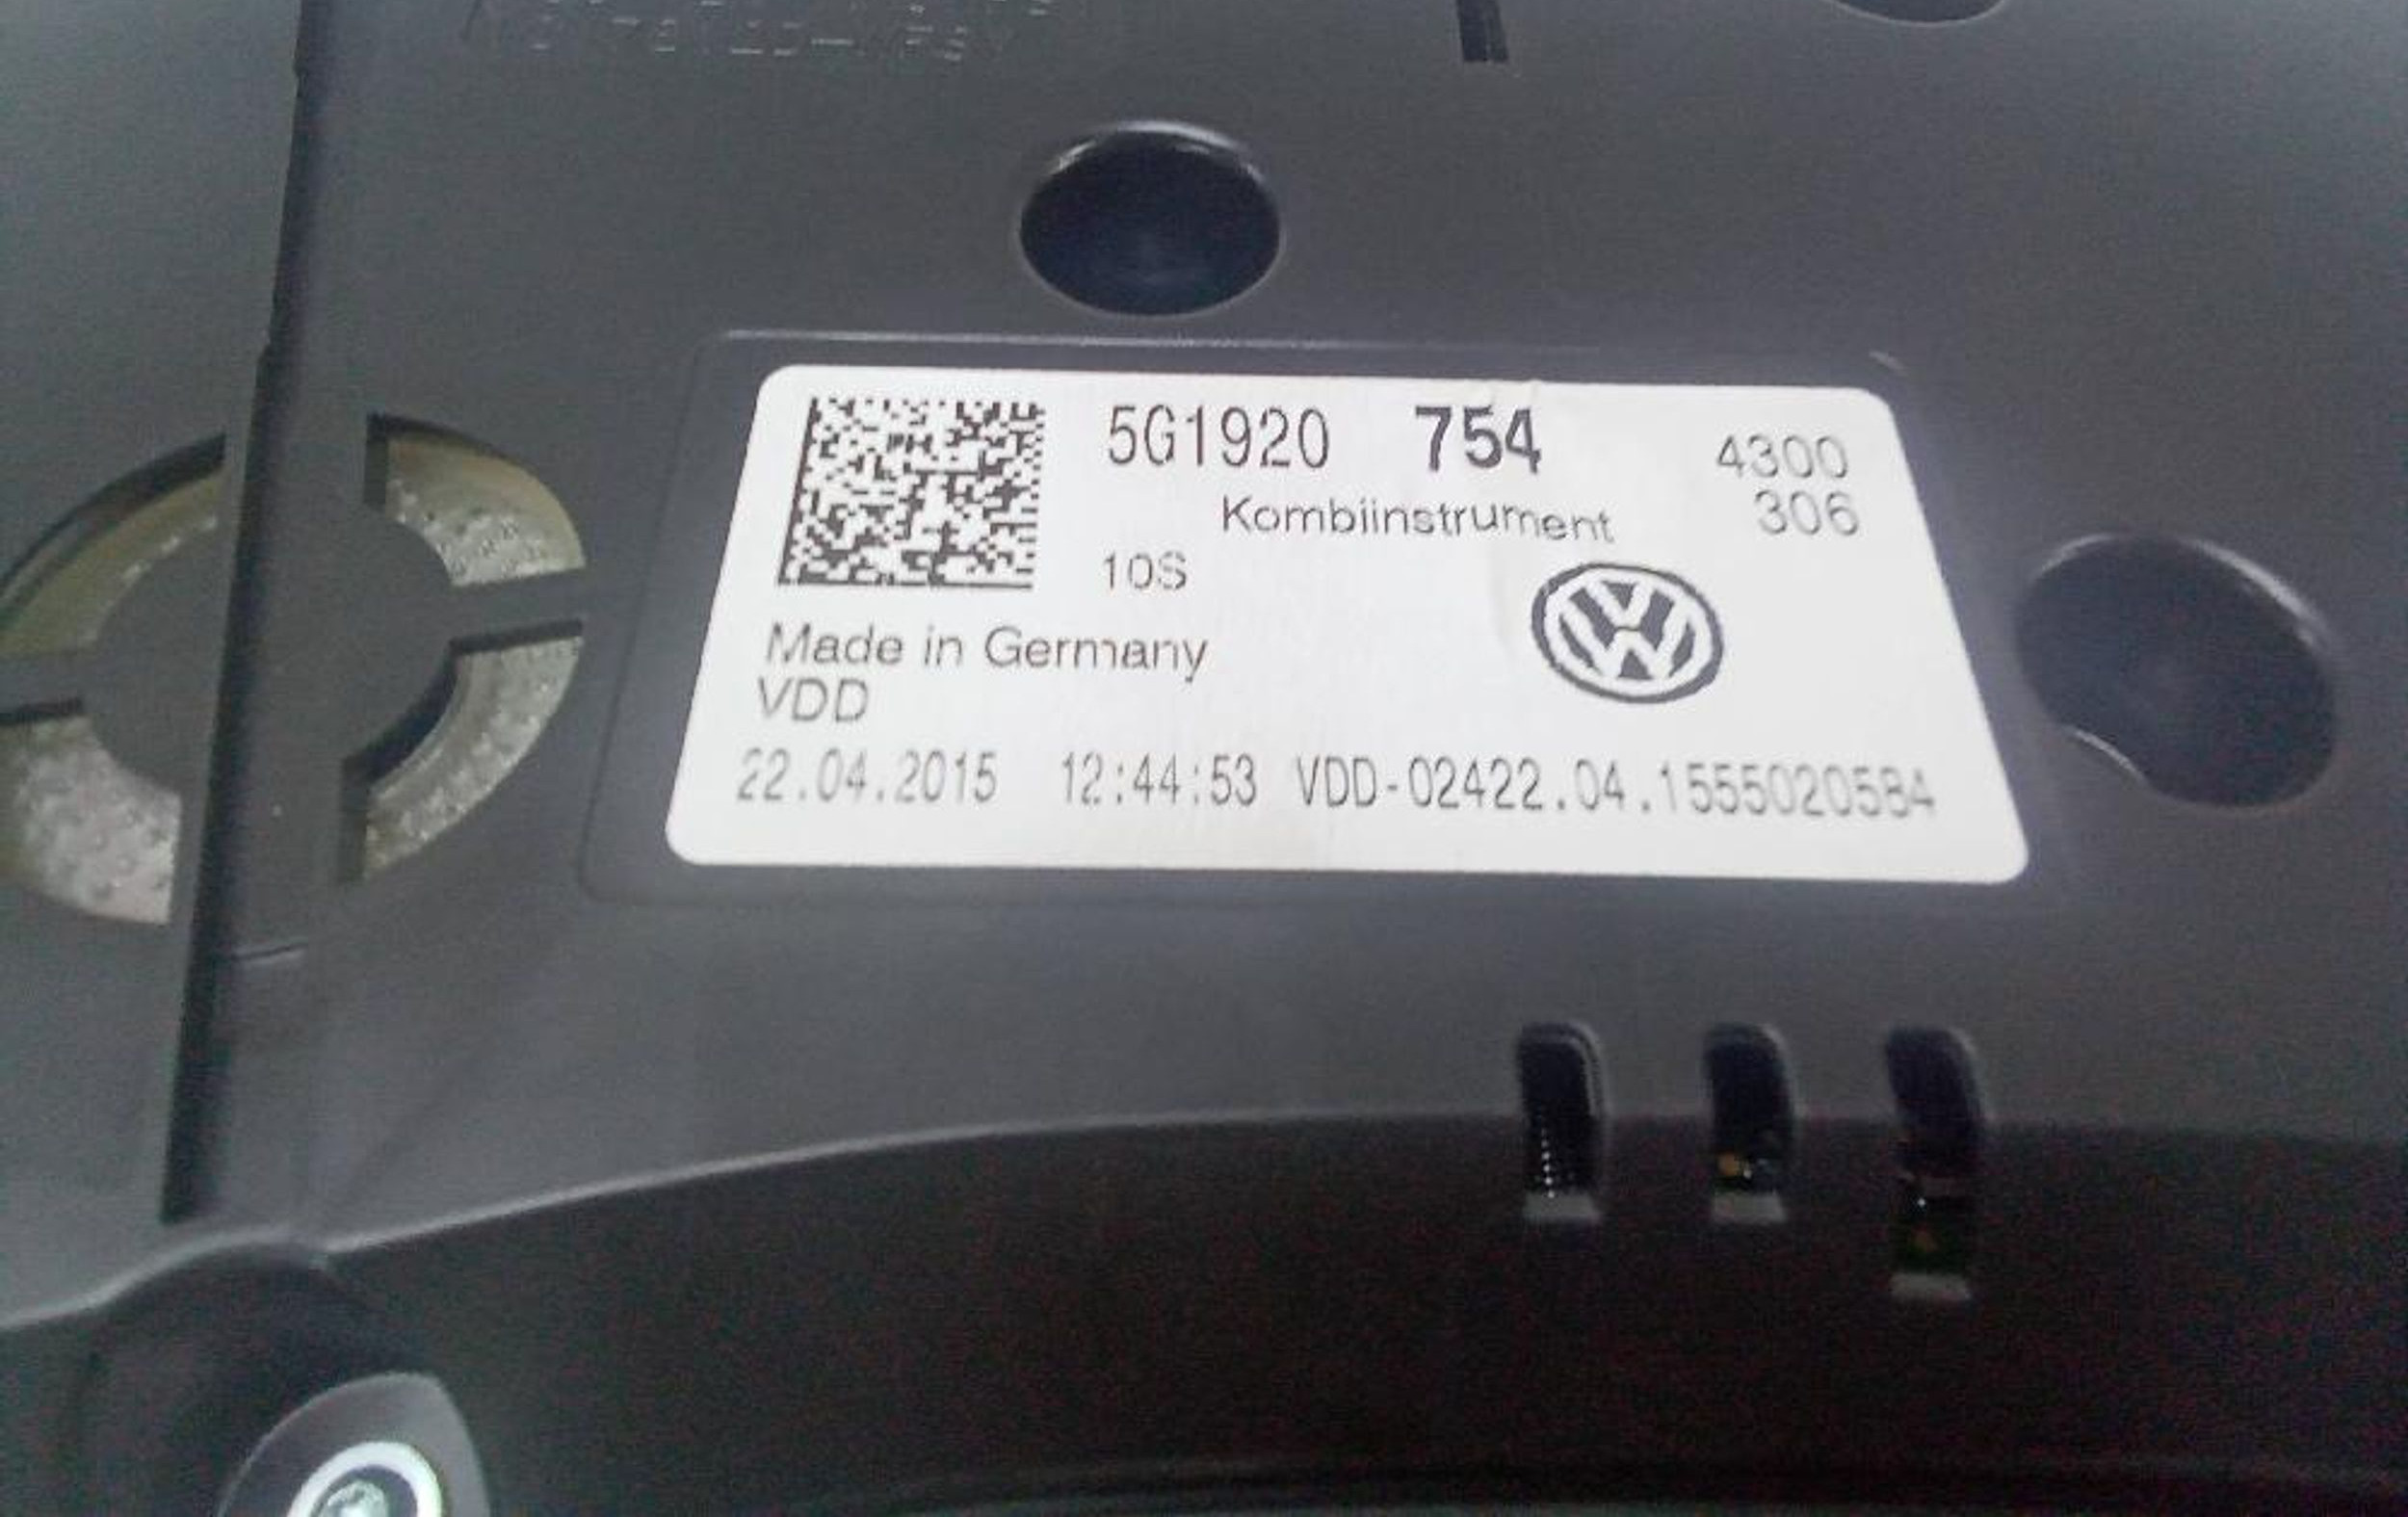 5G1920 754 4300
306
Kombiinstrument
10S
Made in Germany
VDD
22.04.2015 12:44:53 VDD-02422.04.1555020584